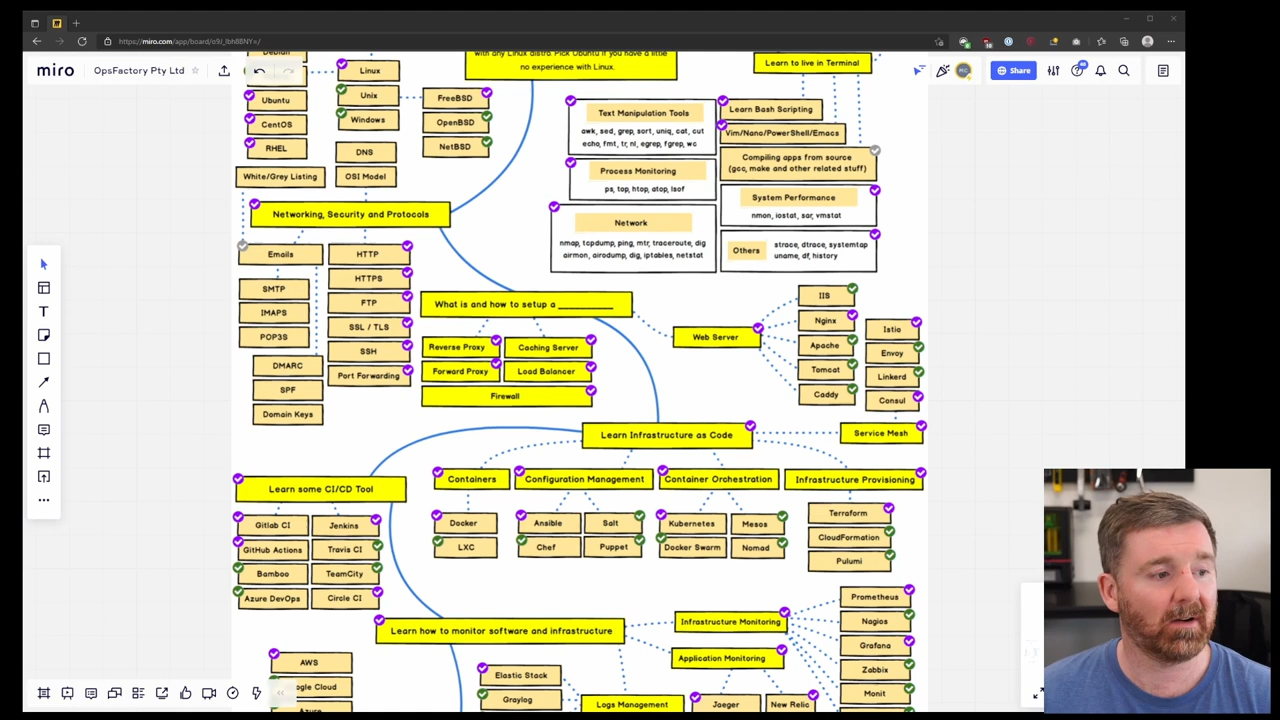 https://miro.com/app/board/o9J_lbh8BNY=/
miro
OpsFactory Pty Ltd
Share
with any Linux distro. Pick Ubuntu if you have a little
no experience with Linux.
Learn to live in Terminal
Debian
Ubuntu
CentOS
RHEL
Linux
Unix
Windows
FreeBSD
OpenBSD
NetBSD
DNS
OSI Model
White/Grey Listing
Networking, Security and Protocols
Text Manipulation Tools
awk, sed, grep, sort, uniq, cat, cut
echo, fmt, tr, nl, egrep, fgrep, wc
Process Monitoring
ps, top, htop, atop, lsof
Network
nmap, tcpdump, ping, mtr, traceroute, dig
airmon, airodump, dig, iptables, netstat
Learn Bash Scripting
Vim/Nano/PowerShell/Emacs
Compiling apps from source
(gcc, make and other related stuff)
System Performance
nmon, iostat, sar, vmstat
Others
strace, dtrace, systemtap
uname, df, history
Emails
SMTP
IMAPS
POP3S
DMARC
SPF
Domain Keys
HTTP
HTTPS
FTP
SSL / TLS
SSH
Port Forwarding
What is and how to setup a ___________
Reverse Proxy
Caching Server
Forward Proxy
Load Balancer
Firewall
Web Server
IIS
Nginx
Apache
Tomcat
Caddy
Istio
Envoy
Linkerd
Consul
Service Mesh
Learn Infrastructure as Code
Containers
Configuration Management
Container Orchestration
Infrastructure Provisioning
Docker
LXC
Ansible
Salt
Chef
Puppet
Kubernetes
Mesos
Docker Swarm
Nomad
Terraform
CloudFormation
Pulumi
Learn some CI/CD Tool
Gitlab CI
Jenkins
GitHub Actions
Travis CI
Bamboo
TeamCity
Azure DevOps
Circle CI
Learn how to monitor software and infrastructure
Infrastructure Monitoring
Application Monitoring
Prometheus
Nagios
Grafana
Zabbix
Monit
AWS
ogle Cloud
Azure
Elastic Stack
Graylog
Logs Management
Jaeger
New Relic